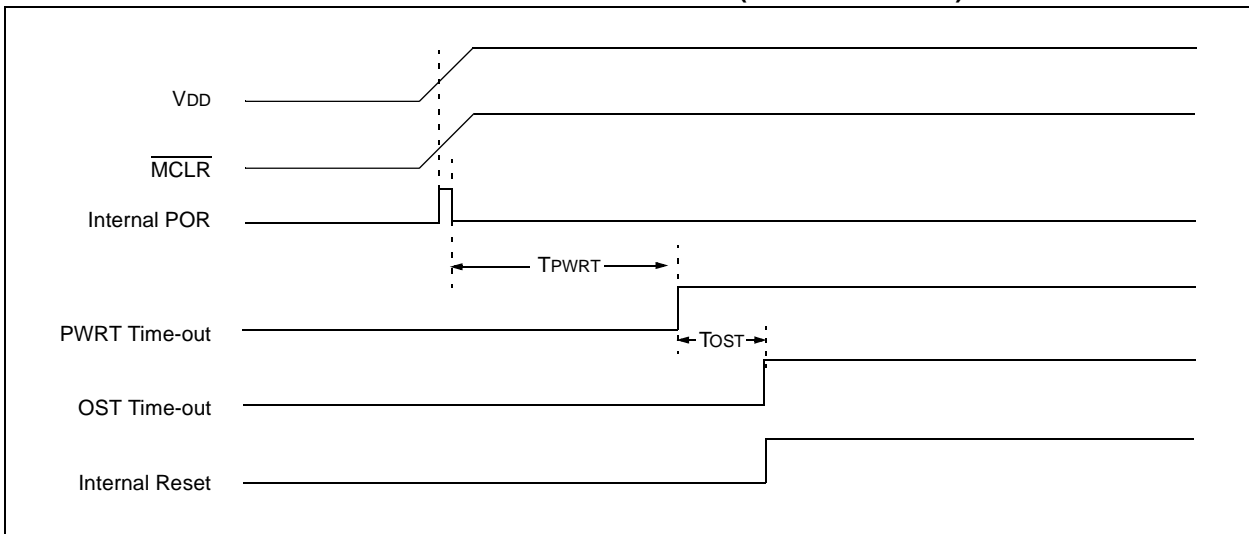 VDD
MCLR
Internal POR
TPWRT
PWRT Time-out
TOST
OST Time-out
Internal Reset